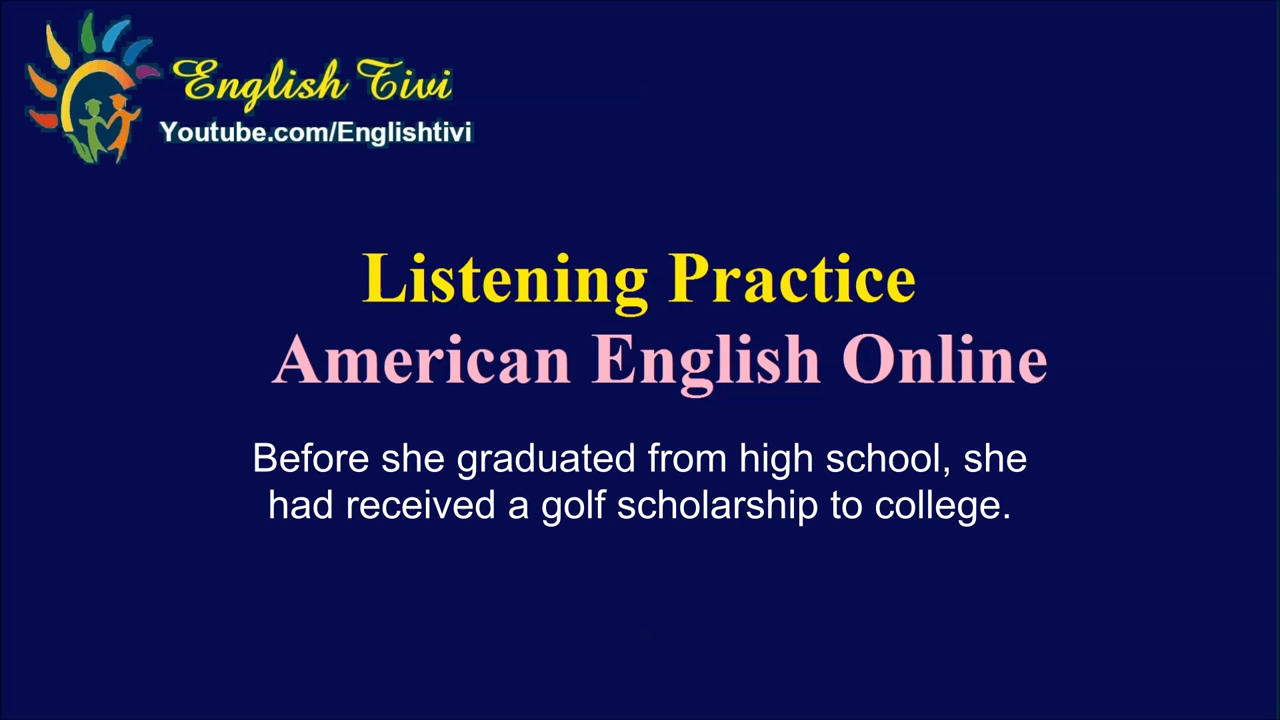 English Tivi
Youtube.com/Englishtivi
Listening Practice
American English Online
Before she graduated from high school, she
had received a golf scholarship to college.